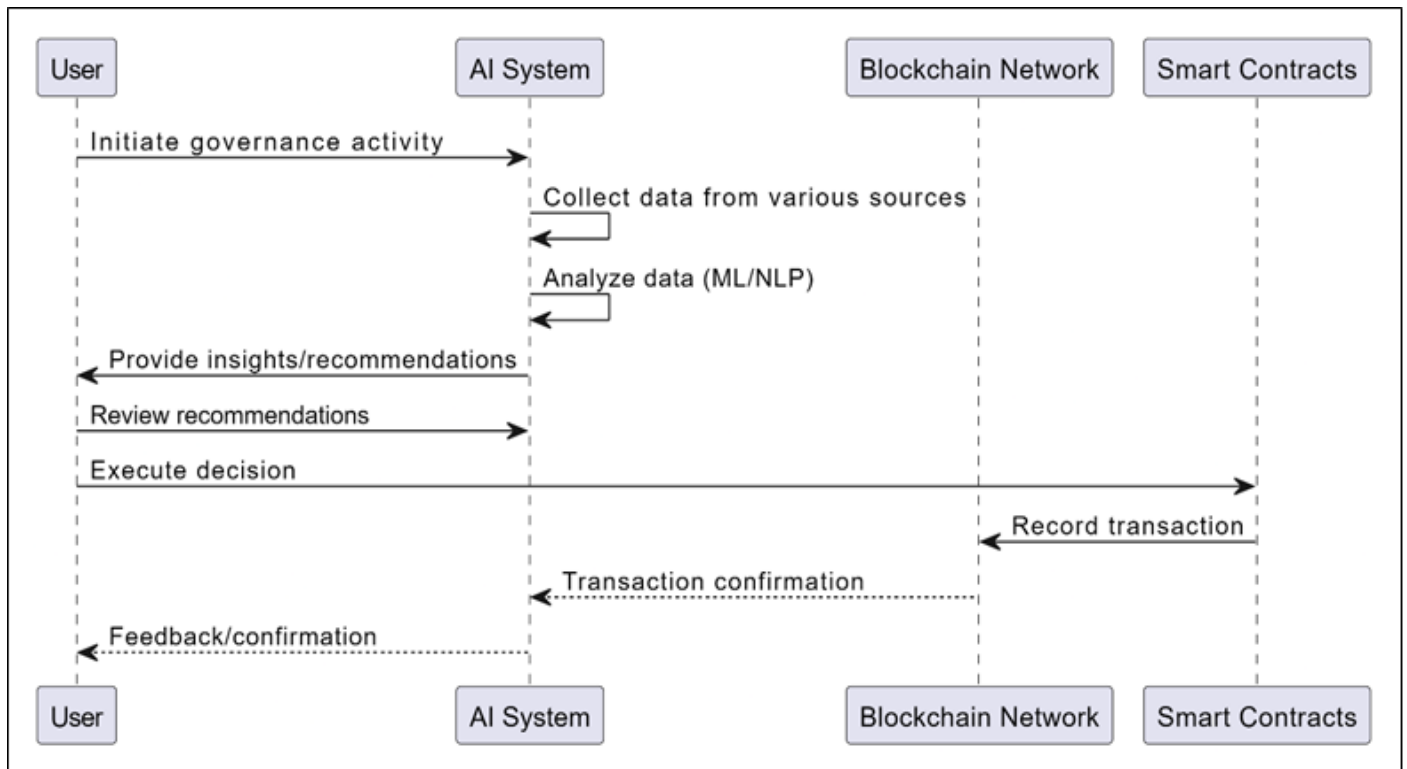 User
AI System
Blockchain Network
Smart Contracts
Initiate governance activity
Collect data from various sources
Analyze data (ML/NLP)
Provide insights/recommendations
Review recommendations
Execute decision
Record transaction
Transaction confirmation
Feedback/confirmation
User
AI System
Blockchain Network
Smart Contracts